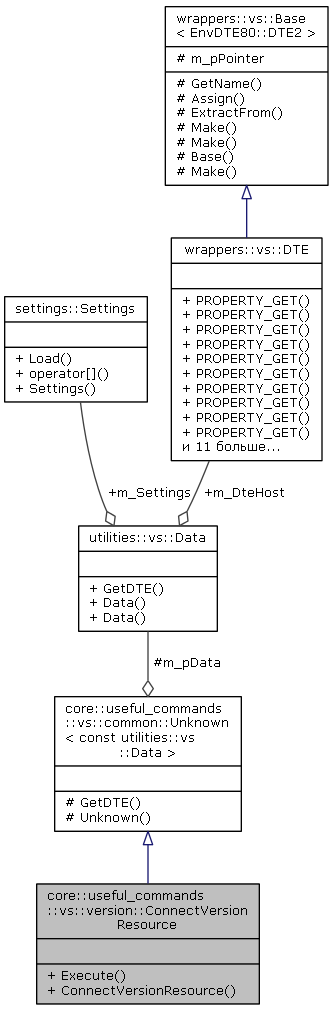 wrappers::vs::Base
< EnvDTE80::DTE2 >
# m_pPointer
# GetName()
# Assign()
# ExtractFrom()
# Make()
# Make()
# Base()
# Make()
wrappers::vs::DTE
+ PROPERTY_GET()
+ PROPERTY_GET()
+ PROPERTY_GET()
+ PROPERTY_GET()
+ PROPERTY_GET()
+ PROPERTY_GET()
+ PROPERTY_GET()
+ PROPERTY_GET()
+ PROPERTY_GET()
+ PROPERTY_GET()
и 11 больше...
settings::Settings
+ Load()
+ operator[]()
+ Settings()
+m_Settings
+m_DteHost
utilities::vs::Data
+ GetDTE()
+ Data()
+ Data()
#m_pData
core::useful_commands
::vs::common::Unknown
< const utilities::vs
::Data >
# GetDTE()
# Unknown()
core::useful_commands
::vs::version::ConnectVersion
Resource
+ Execute()
+ ConnectVersionResource()